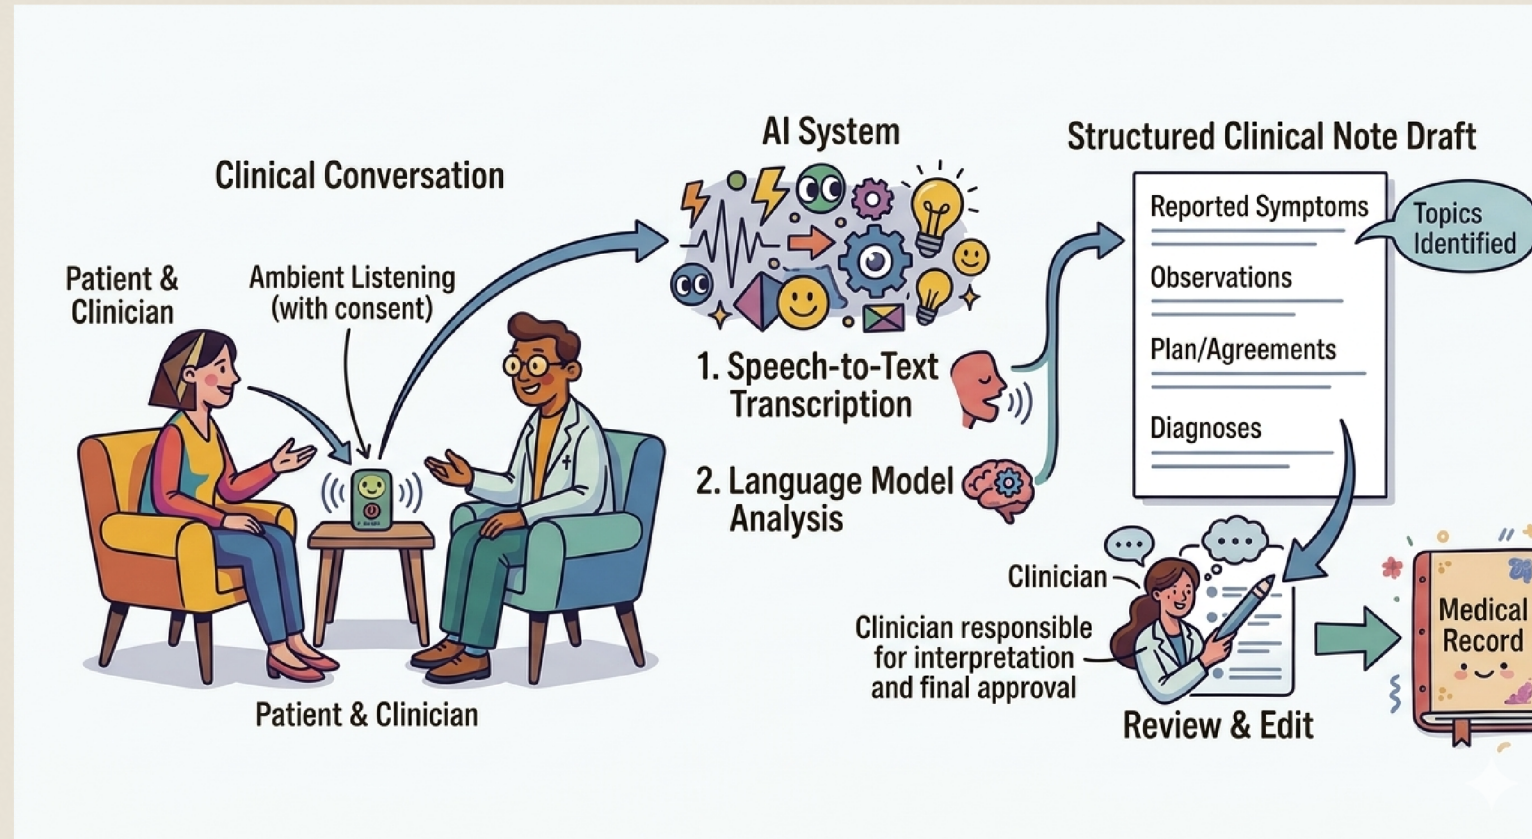 Clinical Conversation
Patient &
Clinician
Ambient Listening
(with consent)
Patient & Clinician
AI System
1. Speech-to-Text
Transcription
2. Language Model
Analysis
Structured Clinical Note Draft
Reported Symptoms
Observations
Plan/Agreements
Diagnoses
Topics
Identified
Clinician
Clinician responsible
for interpretation
and final approval
Review & Edit
Medical
Record